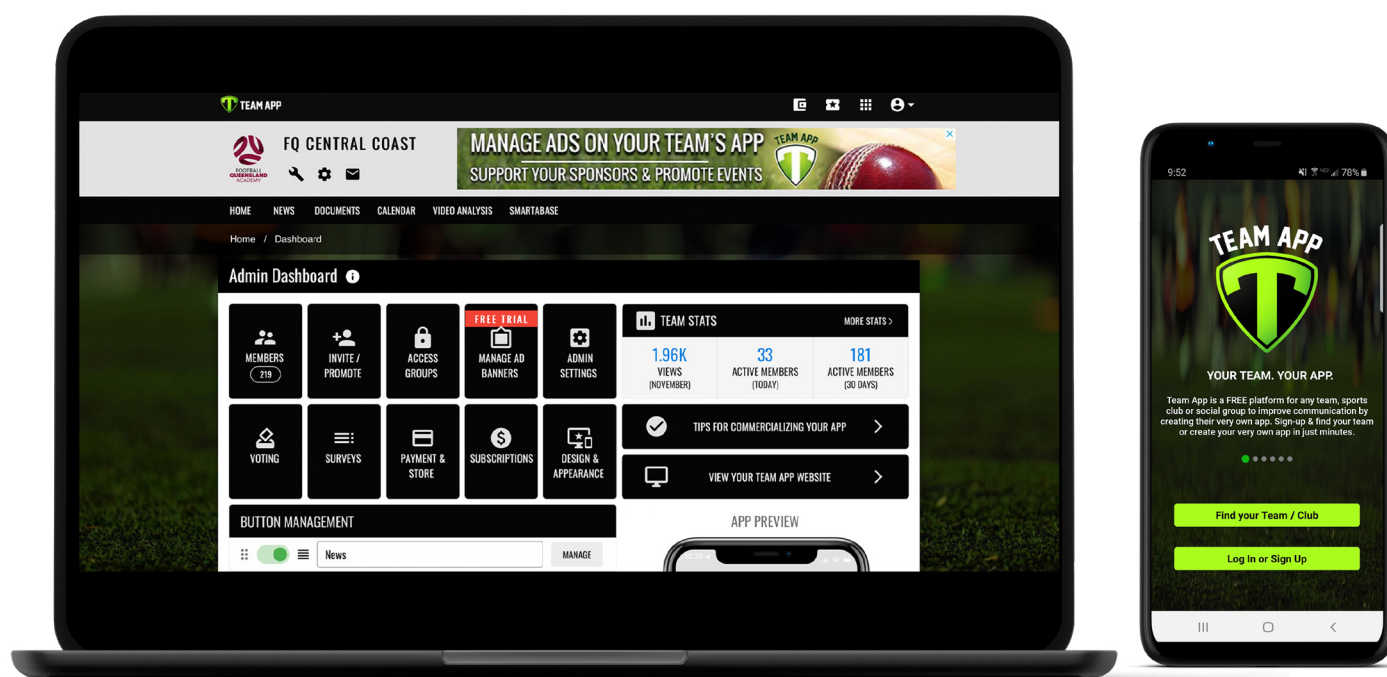 TEAM APP
FOOTBALL
QUEENSLAND
ACADEMY
FQ CENTRAL COAST
MANAGE ADS ON YOUR TEAM'S APP
SUPPORT YOUR SPONSORS & PROMOTE EVENTS
TEAM APP
HOME NEWS DOCUMENTS CALENDAR VIDEO ANALYSIS SMARTABASE
Home / Dashboard
Admin Dashboard
MEMBERS
219
INVITE /
PROMOTE
ACCESS
GROUPS
FREE TRIAL
MANAGE AD
BANNERS
ADMIN
SETTINGS
VOTING
SURVEYS
PAYMENT &
STORE
SUBSCRIPTIONS
DESIGN &
APPEARANCE
TEAM STATS MORE STATS >
1.96K
VIEWS
(NOVEMBER)
33
ACTIVE MEMBERS
(TODAY)
181
ACTIVE MEMBERS
(30 DAYS)
TIPS FOR COMMERCIALIZING YOUR APP
VIEW YOUR TEAM APP WEBSITE
BUTTON MANAGEMENT
News
MANAGE
APP PREVIEW
9:52 78%
TEAM APP
YOUR TEAM. YOUR APP.
Team App is a FREE platform for any team, sports
club or social group to improve communication by
creating their very own app. Sign-up & find your team
or create your very own app in just minutes.
Find your Team / Club
Log In or Sign Up